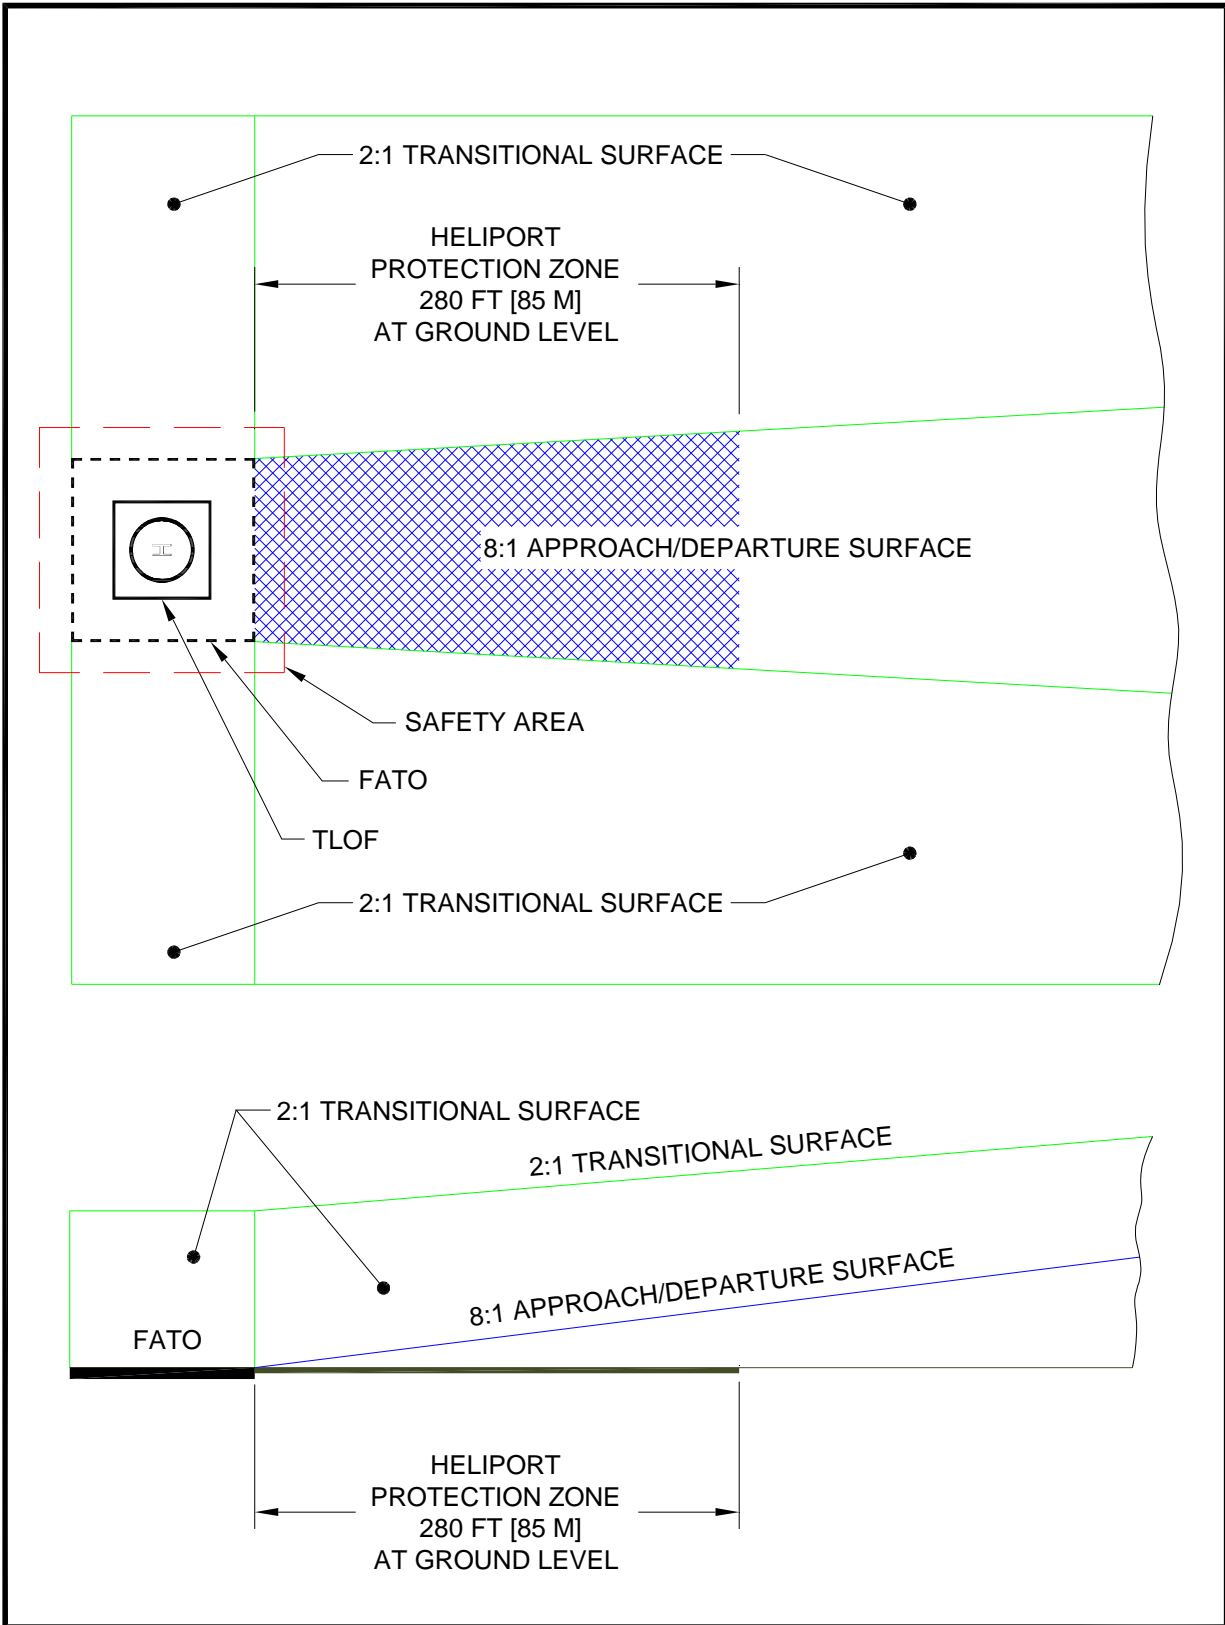 2:1 TRANSITIONAL SURFACE
HELIPORT
PROTECTION ZONE
280 FT [85 M]
AT GROUND LEVEL
H
8:1 APPROACH/DEPARTURE SURFACE
SAFETY AREA
FATO
TLOF
2:1 TRANSITIONAL SURFACE
2:1 TRANSITIONAL SURFACE
2:1 TRANSITIONAL SURFACE
8:1 APPROACH/DEPARTURE SURFACE
FATO
HELIPORT
PROTECTION ZONE
280 FT [85 M]
AT GROUND LEVEL